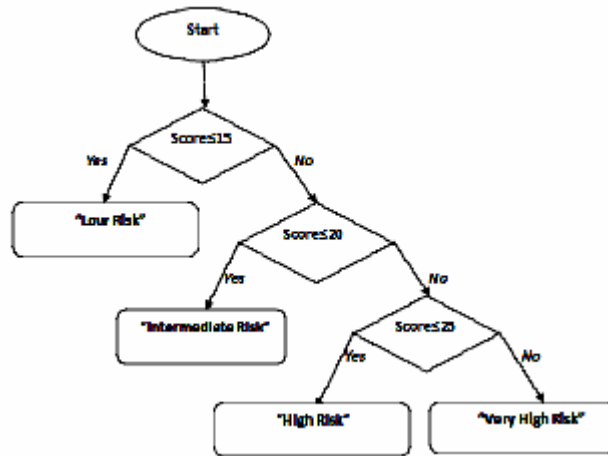 Start
Score≤15
Yes
No
"Lour Risk"
Score≤20
Yes
No
"Intermediate Risk"
Score≤25
Yes
No
"High Risk"
"Very High Risk"